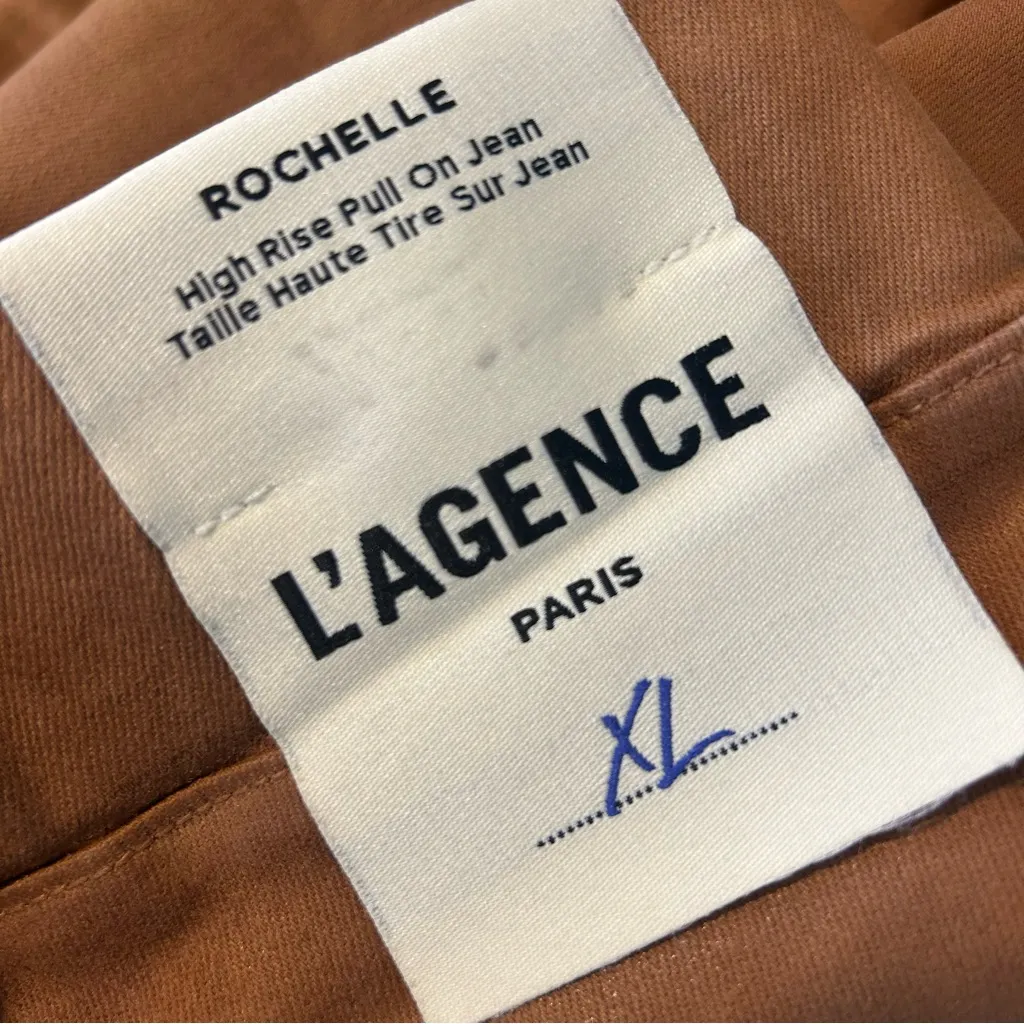 ROCHELLE
High Rise Pull On Jean
Taille Haute Tire Sur Jean
L'AGENCE
PARIS
XL